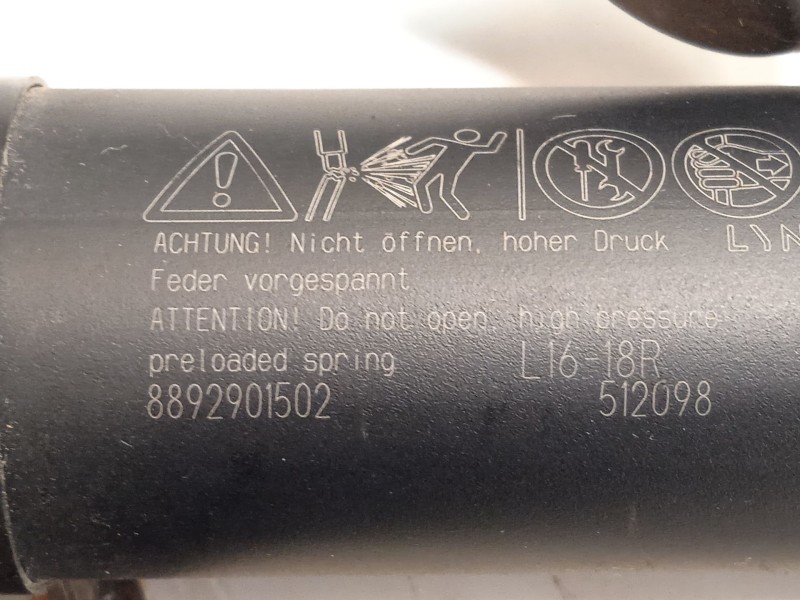 ACHTUNG! Nicht öffnen, hoher Druck
Feder vorgespannt
ATTENTION! Do not open, high pressure
preloaded spring L16-18R
8892901502 512098